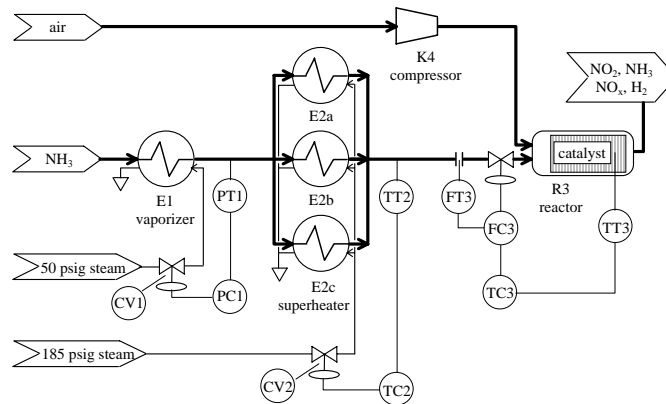 air
K4
compressor
NO2, NH3
NOx, H2
E2a
catalyst
NH3
R3
reactor
E1
vaporizer
PT1
E2b
TT2
FT3
FC3
TT3
50 psig steam
CV1
PC1
E2c
superheater
TC3
185 psig steam
CV2
TC2